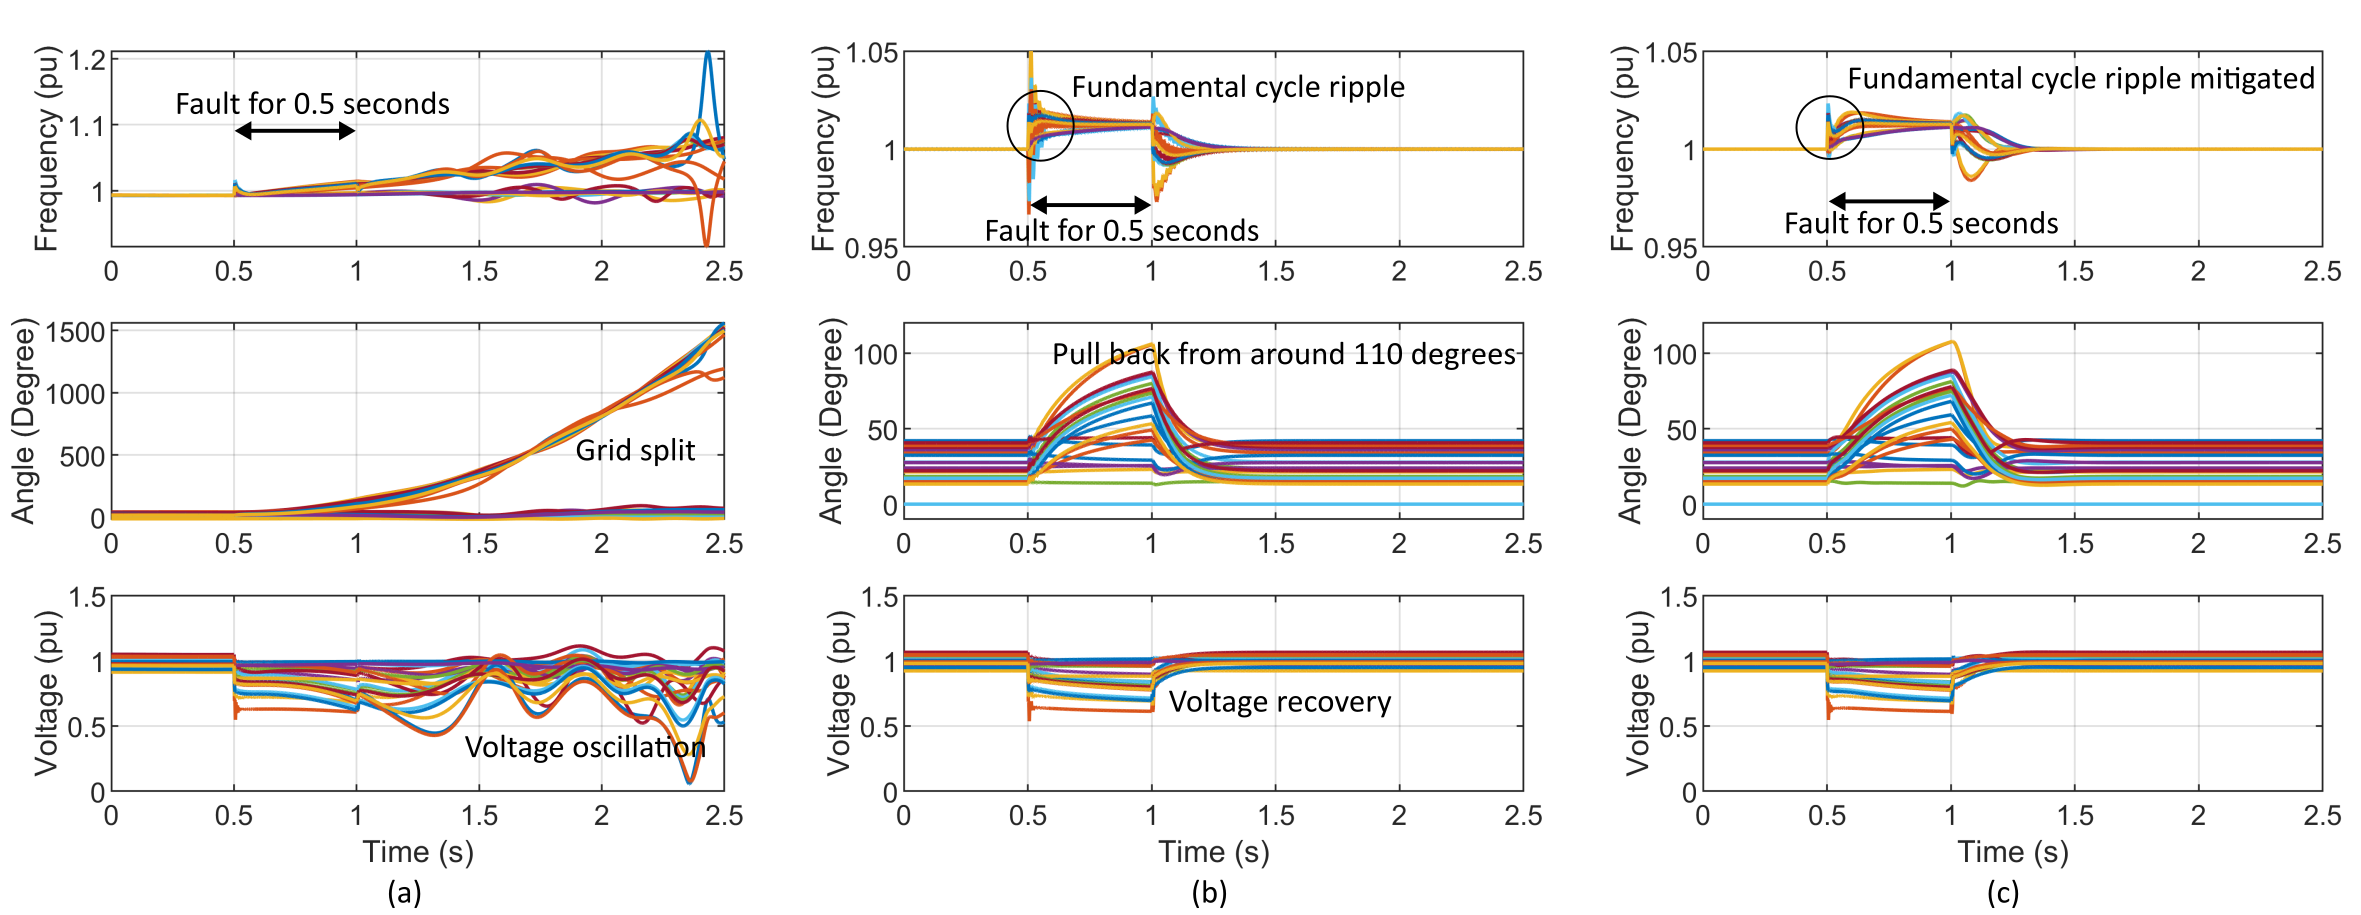 Frequency (pu)
1.2
1.1
1
Fault for 0.5 seconds
0 0.5 1 1.5 2 2.5
Angle (Degree)
1500
1000
500
0
Grid split
0 0.5 1 1.5 2 2.5
Voltage (pu)
1.5
1
0.5
0
Voltage oscillation
0 0.5 1 1.5 2 2.5
Time (s)
(a)
Frequency (pu)
1.05
1
0.95
Fundamental cycle ripple
Fault for 0.5 seconds
0 0.5 1 1.5 2 2.5
Angle (Degree)
100
50
0
Pull back from around 110 degrees
0 0.5 1 1.5 2 2.5
Voltage (pu)
1.5
1
0.5
0
Voltage recovery
0 0.5 1 1.5 2 2.5
Time (s)
(b)
Frequency (pu)
1.05
1
0.95
Fundamental cycle ripple mitigated
Fault for 0.5 seconds
0 0.5 1 1.5 2 2.5
Angle (Degree)
100
50
0
0 0.5 1 1.5 2 2.5
Voltage (pu)
1.5
1
0.5
0
0 0.5 1 1.5 2 2.5
Time (s)
(c)